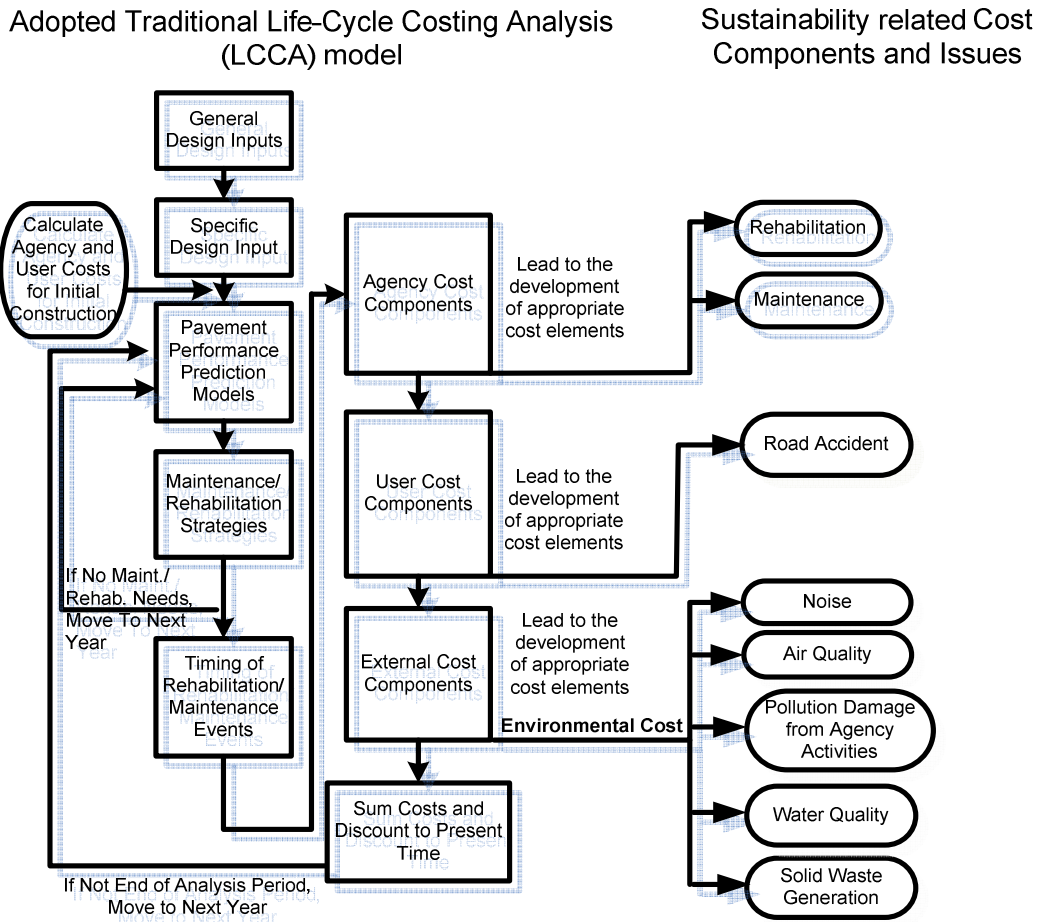 Adopted Traditional Life-Cycle Costing Analysis
(LCCA) model
Sustainability related Cost
Components and Issues
General
Design Inputs
Specific
Design Input
Calculate
Agency and
User Costs
for Initial
Construction
Pavement
Performance
Prediction
Models
Maintenance/
Rehabilitation
Strategies
If No Maint./
Rehab. Needs,
Move To Next
Year
Timing of
Rehabilitation/
Maintenance
Events
Agency Cost
Components
Lead to the
development
of appropriate
cost elements
Rehabilitation
Maintenance
User Cost
Components
Lead to the
development
of appropriate
cost elements
Road Accident
External Cost
Components
Lead to the
development
of appropriate
cost elements
Environmental Cost
Noise
Air Quality
Pollution Damage
from Agency
Activities
Water Quality
Solid Waste
Generation
Sum Costs and
Discount to Present
Time
If Not End of Analysis Period,
Move to Next Year